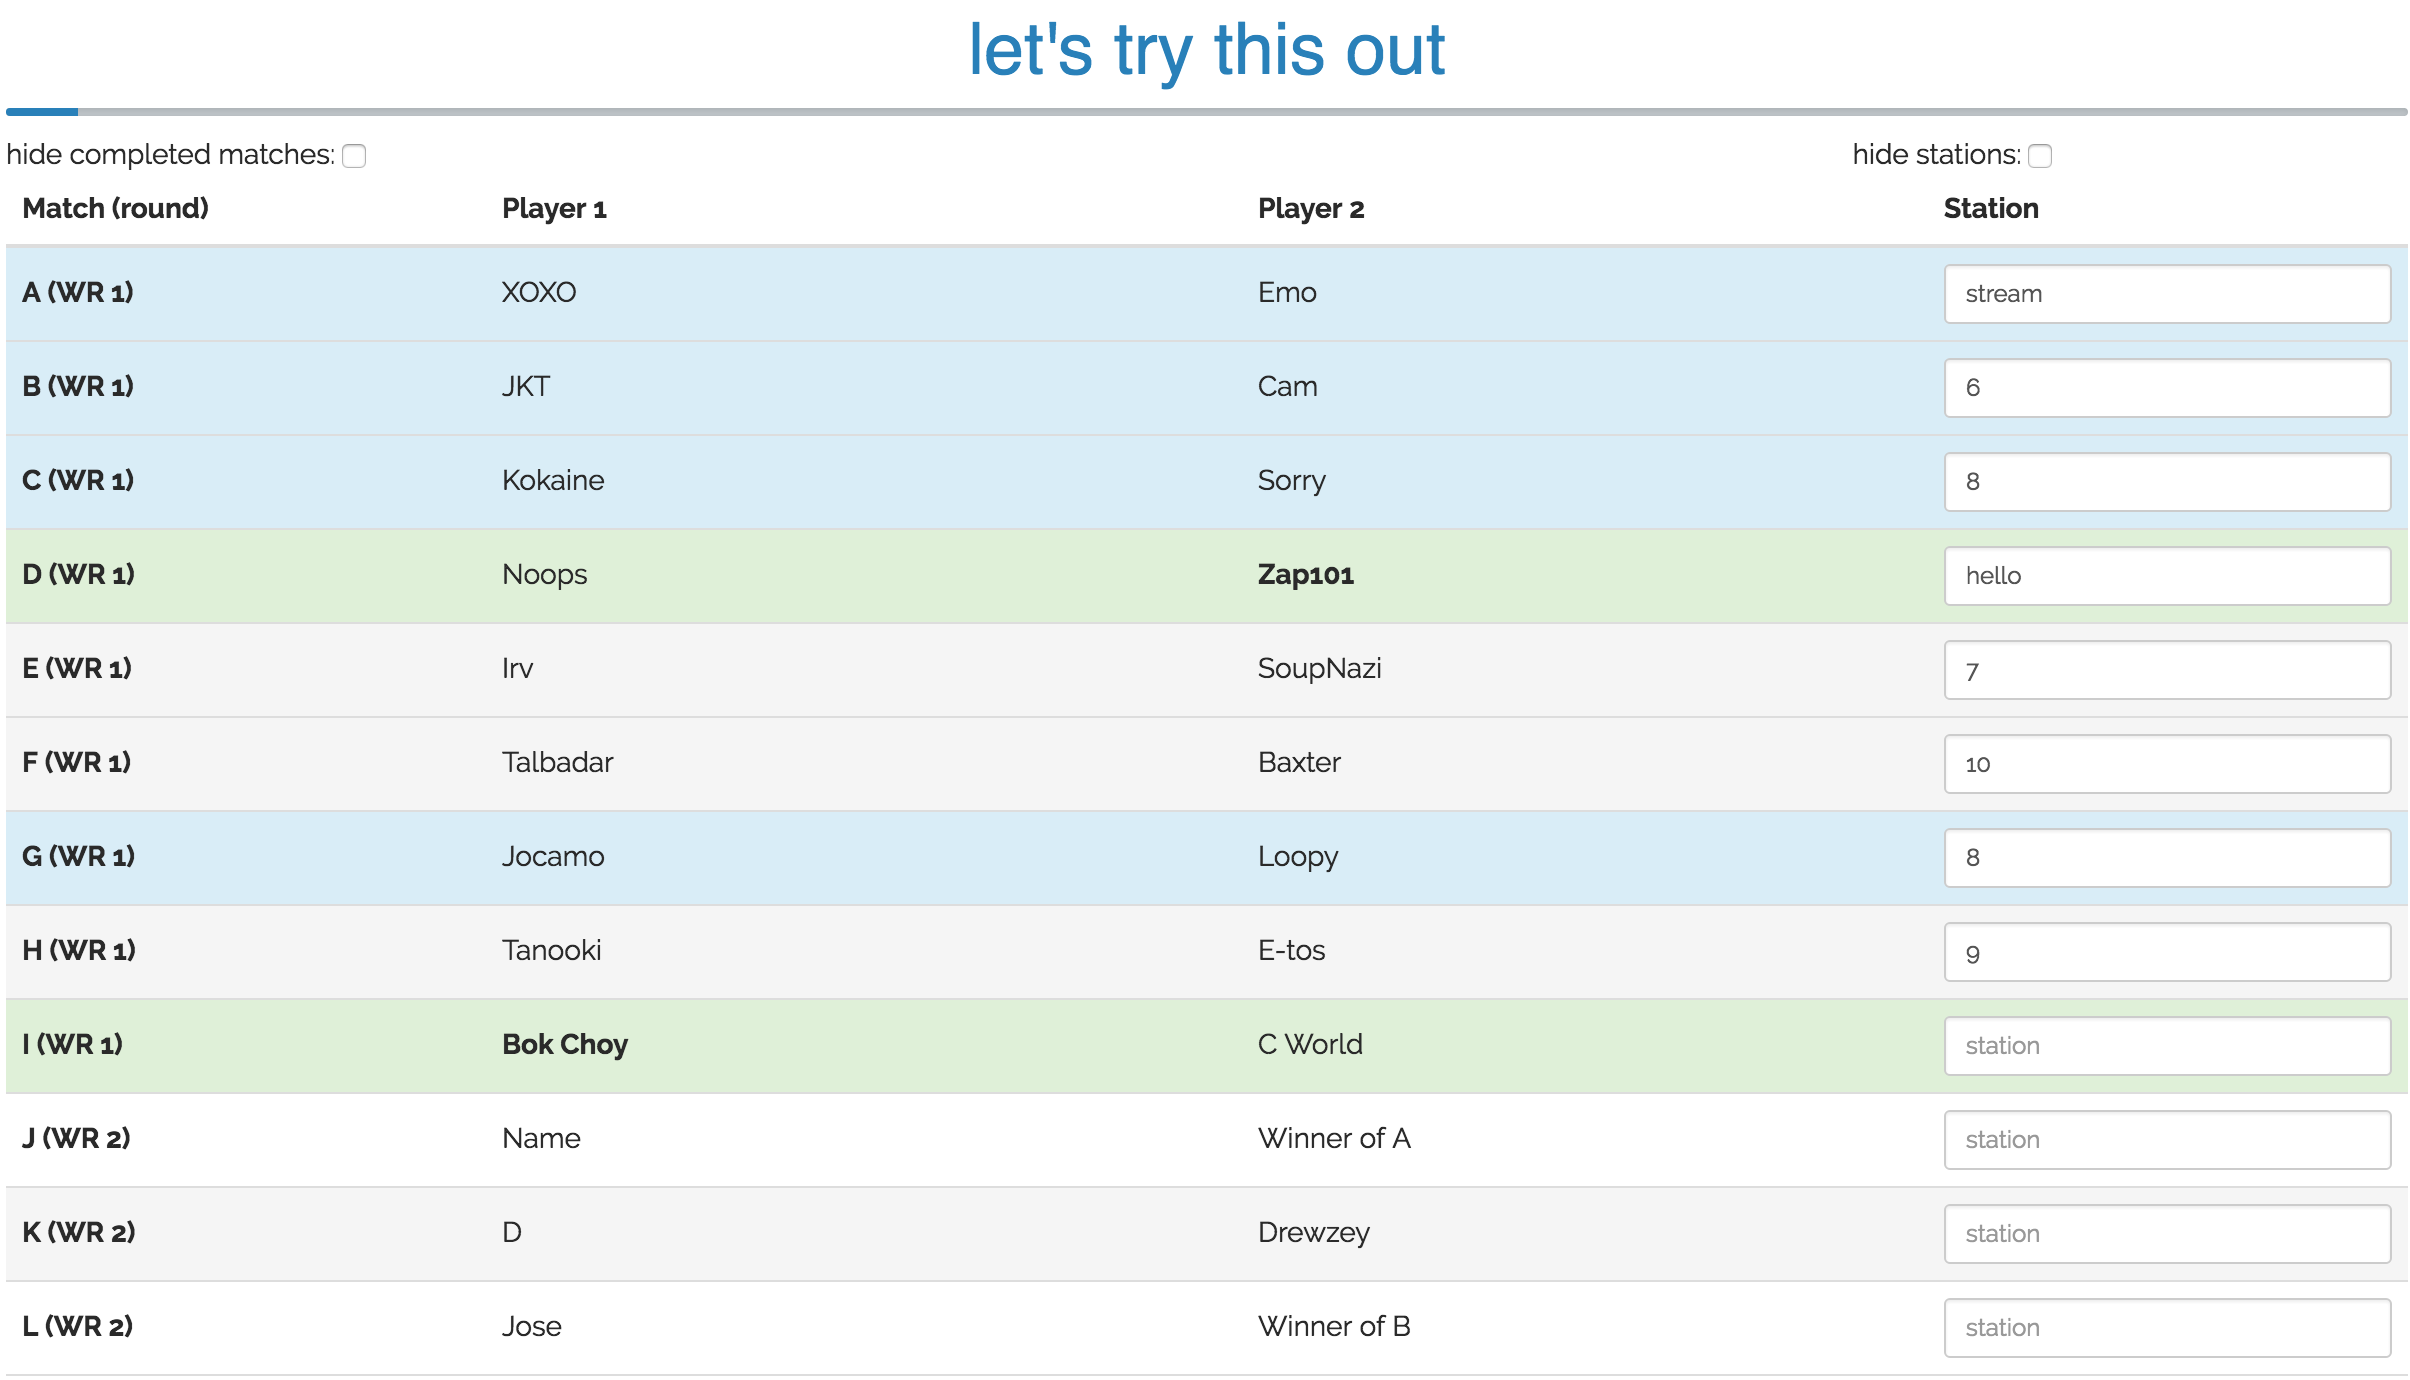 let's try this out
hide completed matches: hide stations:
Match (round) Player 1 Player 2 Station
A (WR 1) XOXO Emo stream
B (WR 1) JKT Cam 6
C (WR 1) Kokaine Sorry 8
D (WR 1) Noops Zap101 hello
E (WR 1) Irv SoupNazi 7
F (WR 1) Talbadar Baxter 10
G (WR 1) Jocamo Loopy 8
H (WR 1) Tanooki E-tos 9
I (WR 1) Bok Choy C World station
J (WR 2) Name Winner of A station
K (WR 2) D Drewzey station
L (WR 2) Jose Winner of B station